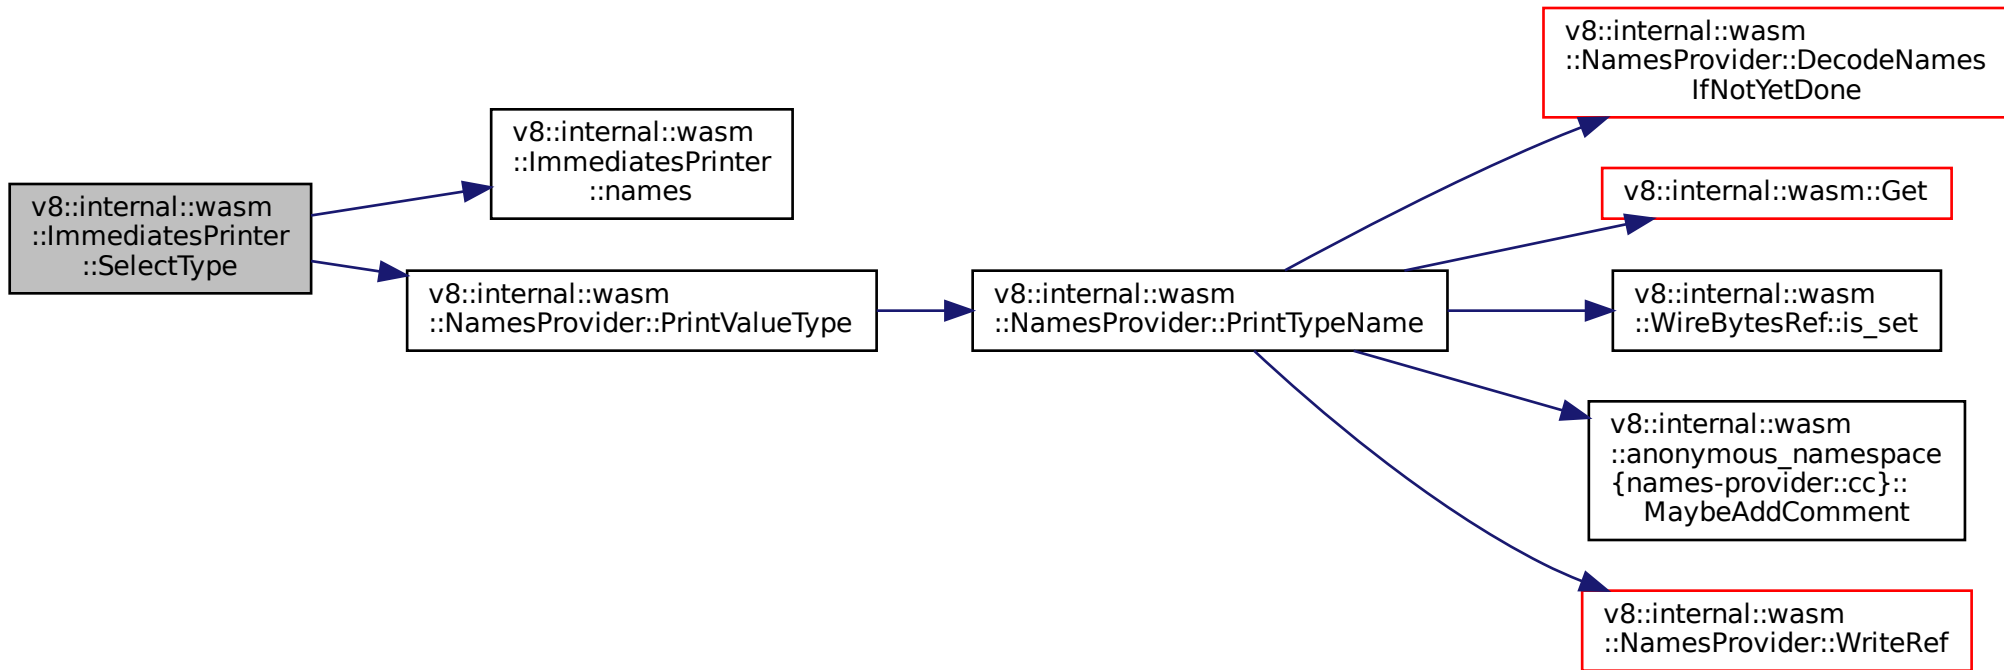 v8::internal::wasm
::ImmediatesPrinter
::SelectType
v8::internal::wasm
::ImmediatesPrinter
::names
v8::internal::wasm
::NamesProvider::PrintValueType
v8::internal::wasm
::NamesProvider::PrintTypeName
v8::internal::wasm
::NamesProvider::DecodeNames
IfNotYetDone
v8::internal::wasm::Get
v8::internal::wasm
::WireBytesRef::is_set
v8::internal::wasm
::anonymous_namespace
{names-provider::cc}::
MaybeAddComment
v8::internal::wasm
::NamesProvider::WriteRef